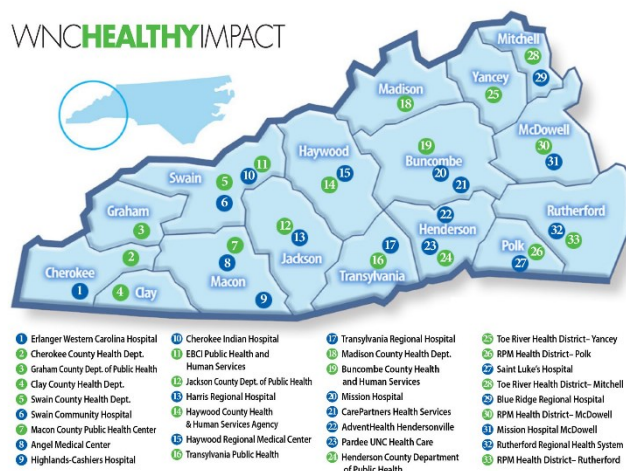 WNCHEALTHYIMPACT
Mitchell
28
29
Yancey
25
Madison
18
McDowell
30
31
Buncombe
19
20
21
Haywood
14
15
Swain
5
10
11
6
Graham
3
Cherokee
2
1
Clay
4
Macon
7
8
9
Jackson
12
13
Transylvania
17
16
Henderson
22
23
24
Polk
26
27
Rutherford
32
33
1 Erlanger Western Carolina Hospital
2 Cherokee County Health Dept.
3 Graham County Dept. of Public Health
4 Clay County Health Dept.
5 Swain County Health Dept.
6 Swain Community Hospital
7 Macon County Public Health Center
8 Angel Medical Center
9 Highlands-Cashiers Hospital
10 Cherokee Indian Hospital
11 EBCI Public Health and
Human Services
12 Jackson County Dept. of Public Health
13 Harris Regional Hospital
14 Haywood County Health
& Human Services Agency
15 Haywood Regional Medical Center
16 Transylvania Public Health
17 Transylvania Regional Hospital
18 Madison County Health Dept.
19 Buncombe County Health
and Human Services
20 Mission Hospital
21 CarePartners Health Services
22 AdventHealth Hendersonville
23 Pardee UNC Health Care
24 Henderson County Department
of Public Health
25 Toe River Health District– Yancey
26 RPM Health District– Polk
27 Saint Luke's Hospital
28 Toe River Health District– Mitchell
29 Blue Ridge Regional Hospital
30 RPM Health District– McDowell
31 Mission Hospital McDowell
32 Rutherford Regional Health System
33 RPM Health District– Rutherford